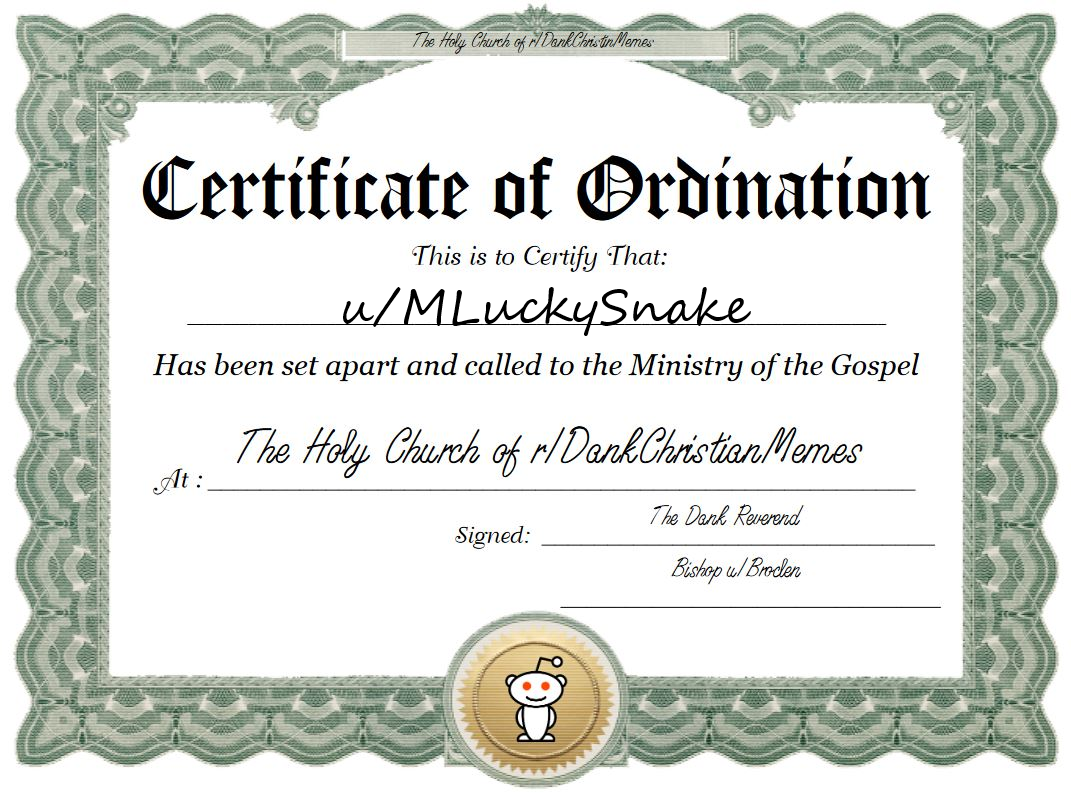 The Holy Church of r/DankChristinMemes
Certificate of Ordination
This is to Certify That:
u/MLuckySnake
Has been set apart and called to the Ministry of the Gospel
The Holy Church of r/DankChristianMemes
At :
The Dank Reverend
Signed:
Bishop u/Broclen